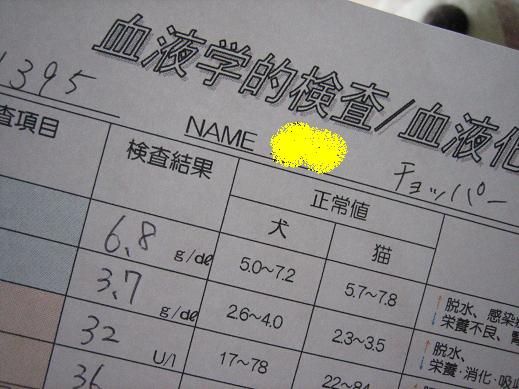 血液学的検査/血液化
1395
NAME
チョッパー
査項目
検査結果
正常値
犬
猫
6.8 g/dl
5.0~7.2
5.7~7.8
↑脱水、感染
↓栄養不良、
3.7 g/dl
2.6~4.0
2.3~3.5
↑脱水、
↓栄養・消化・吸
32 U/l
17~78
22~84
36